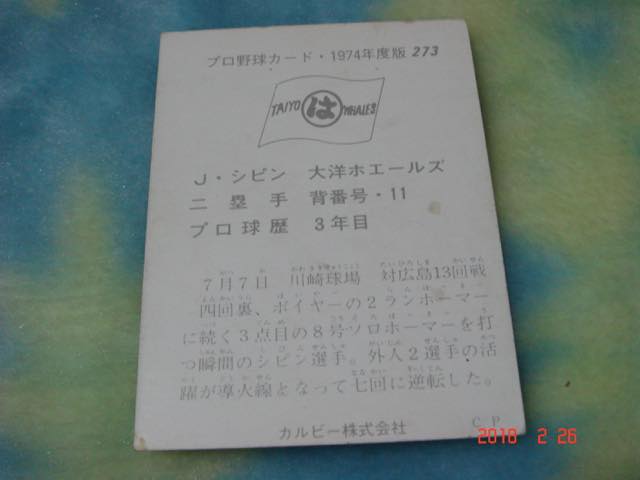 プロ野球カード・1974年度版 273
TAIYO は WHALES
J・シピン 大洋ホエールズ
二塁手 背番号・11
プロ球歴 3年目
7月7日 川崎球場 対広島13回戦
四回裏、ボイヤーの2ランホーマー
に続く3点目の8号ソロホーマーを打
つ瞬間のシピン選手。外人2選手の活
躍が導火線となって七回に逆転した。
カルビー株式会社
C.P
2018 2 26